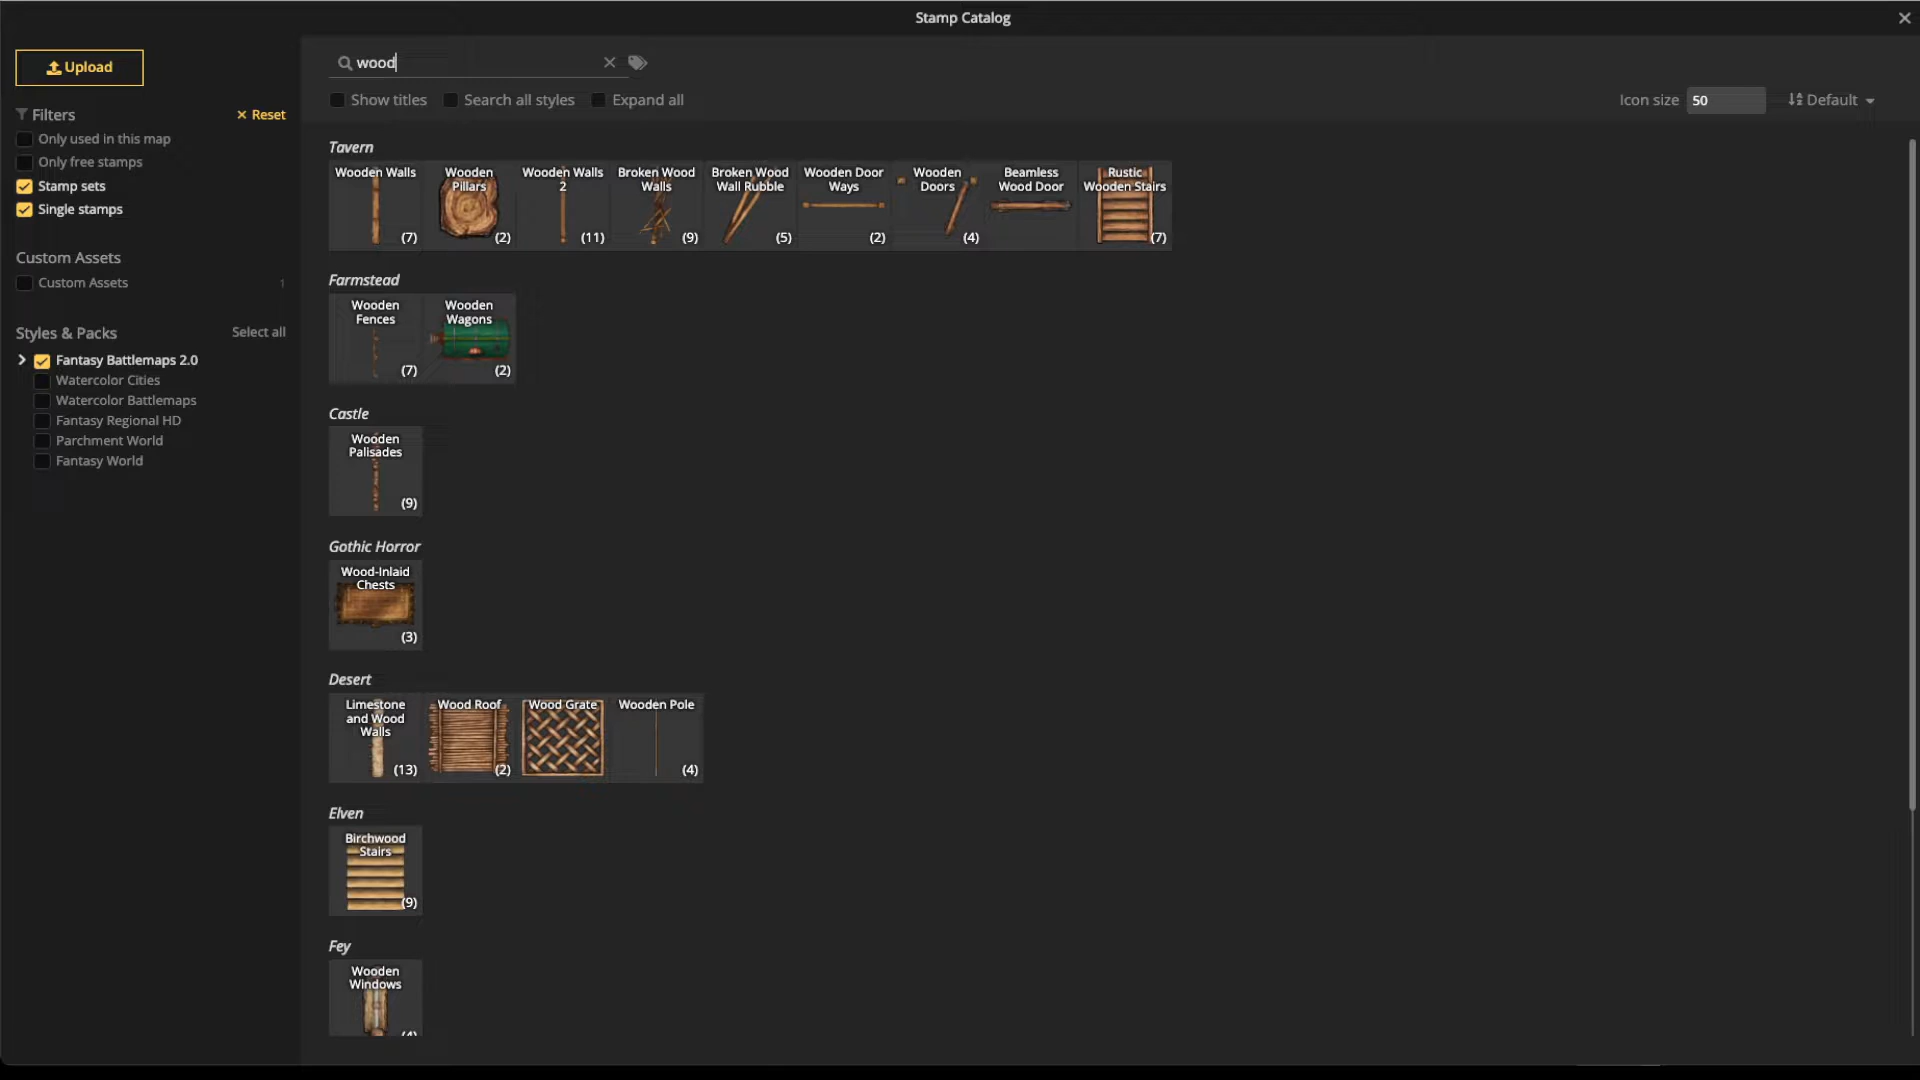 Stamp Catalog
Upload
Filters
Reset
Only used in this map
Only free stamps
Stamp sets
Single stamps
Custom Assets
Custom Assets 1
Styles & Packs
Select all
Fantasy Battlemaps 2.0
Watercolor Cities
Watercolor Battlemaps
Fantasy Regional HD
Parchment World
Fantasy World
wood
Show titles
Search all styles
Expand all
Icon size 50
Default
Tavern
Wooden Walls
(7)
Wooden
Pillars
(2)
Wooden Walls
2
(11)
Broken Wood
Walls
(9)
Broken Wood
Wall Rubble
(5)
Wooden Door
Ways
(2)
Wooden
Doors
(4)
Beamless
Wood Door
Rustic
Wooden Stairs
(7)
Farmstead
Wooden
Fences
(7)
Wooden
Wagons
(2)
Castle
Wooden
Palisades
(9)
Gothic Horror
Wood-Inlaid
Chests
(3)
Desert
Limestone
and Wood
Walls
(13)
Wood Roof
(2)
Wood Grate
Wooden Pole
(4)
Elven
Birchwood
Stairs
(9)
Fey
Wooden
Windows